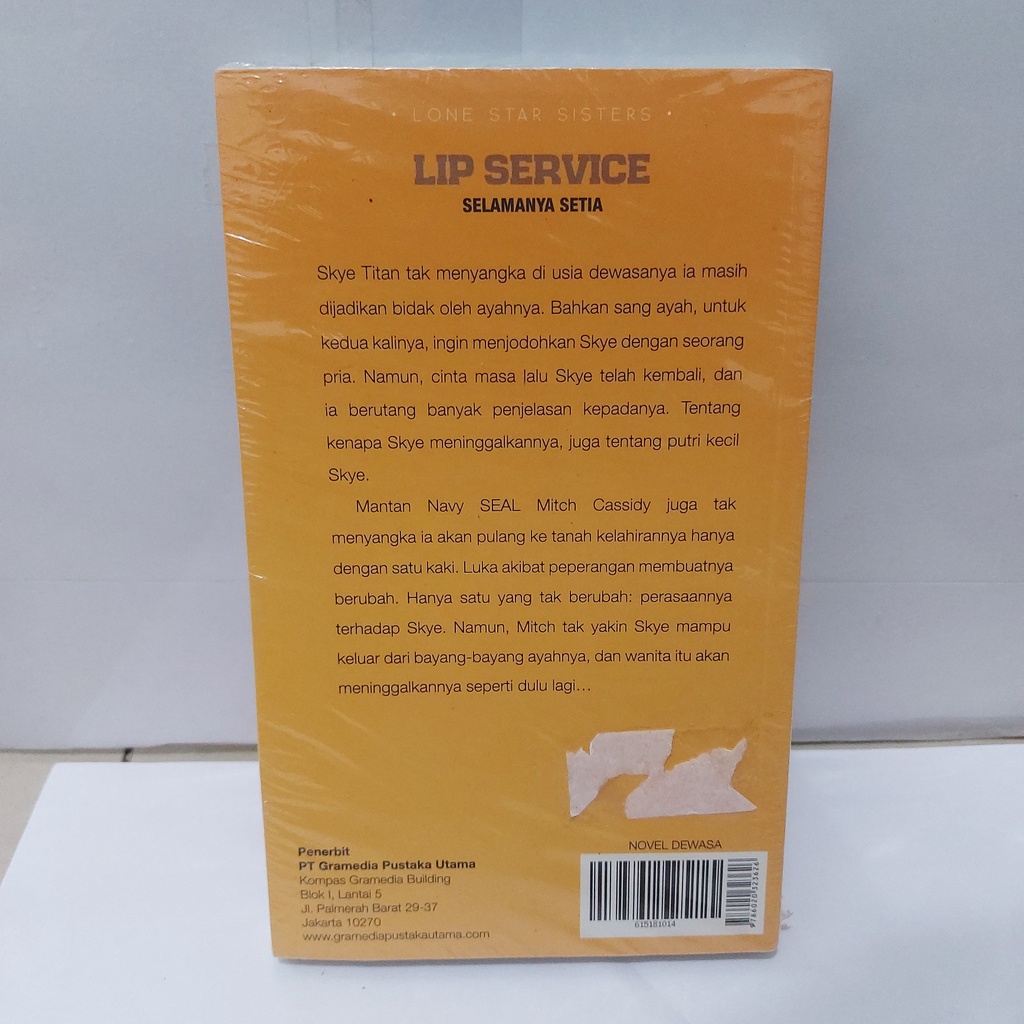 • LONE STAR SISTERS •
LIP SERVICE
SELAMANYA SETIA
Skye Titan tak menyangka di usia dewasanya ia masih
dijadikan bidak oleh ayahnya. Bahkan sang ayah, untuk
kedua kalinya, ingin menjodohkan Skye dengan seorang
pria. Namun, cinta masa lalu Skye telah kembali, dan
ia berutang banyak penjelasan kepadanya. Tentang
kenapa Skye meninggalkannya, juga tentang putri kecil
Skye.
Mantan Navy SEAL Mitch Cassidy juga tak
menyangka ia akan pulang ke tanah kelahirannya hanya
dengan satu kaki. Luka akibat peperangan membuatnya
berubah. Hanya satu yang tak berubah: perasaannya
terhadap Skye. Namun, Mitch tak yakin Skye mampu
keluar dari bayang-bayang ayahnya, dan wanita itu akan
meninggalkannya seperti dulu lagi...
Penerbit
PT Gramedia Pustaka Utama
Kompas Gramedia Building
Blok I, Lantai 5
Jl. Palmerah Barat 29-37
Jakarta 10270
www.gramediapustakautama.com
NOVEL DEWASA
615181014
9786020323626